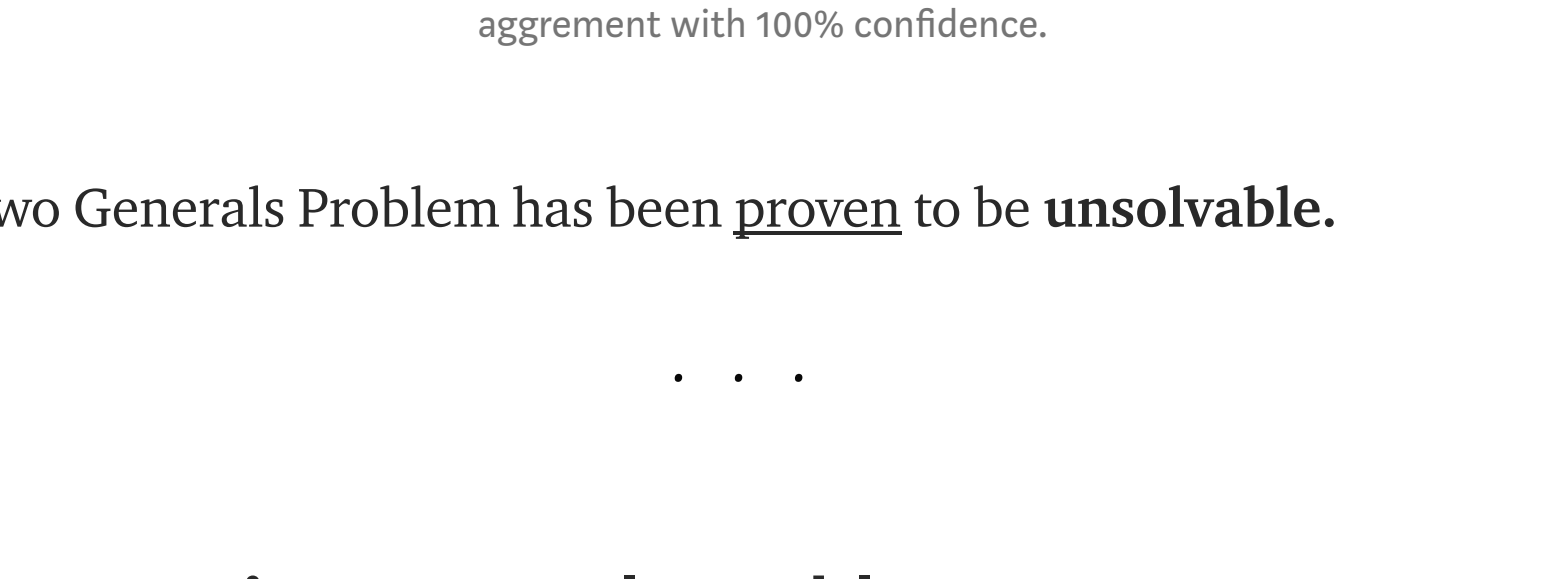 aggrement with 100% confidence.
wo Generals Problem has been proven to be unsolvable.
. . .